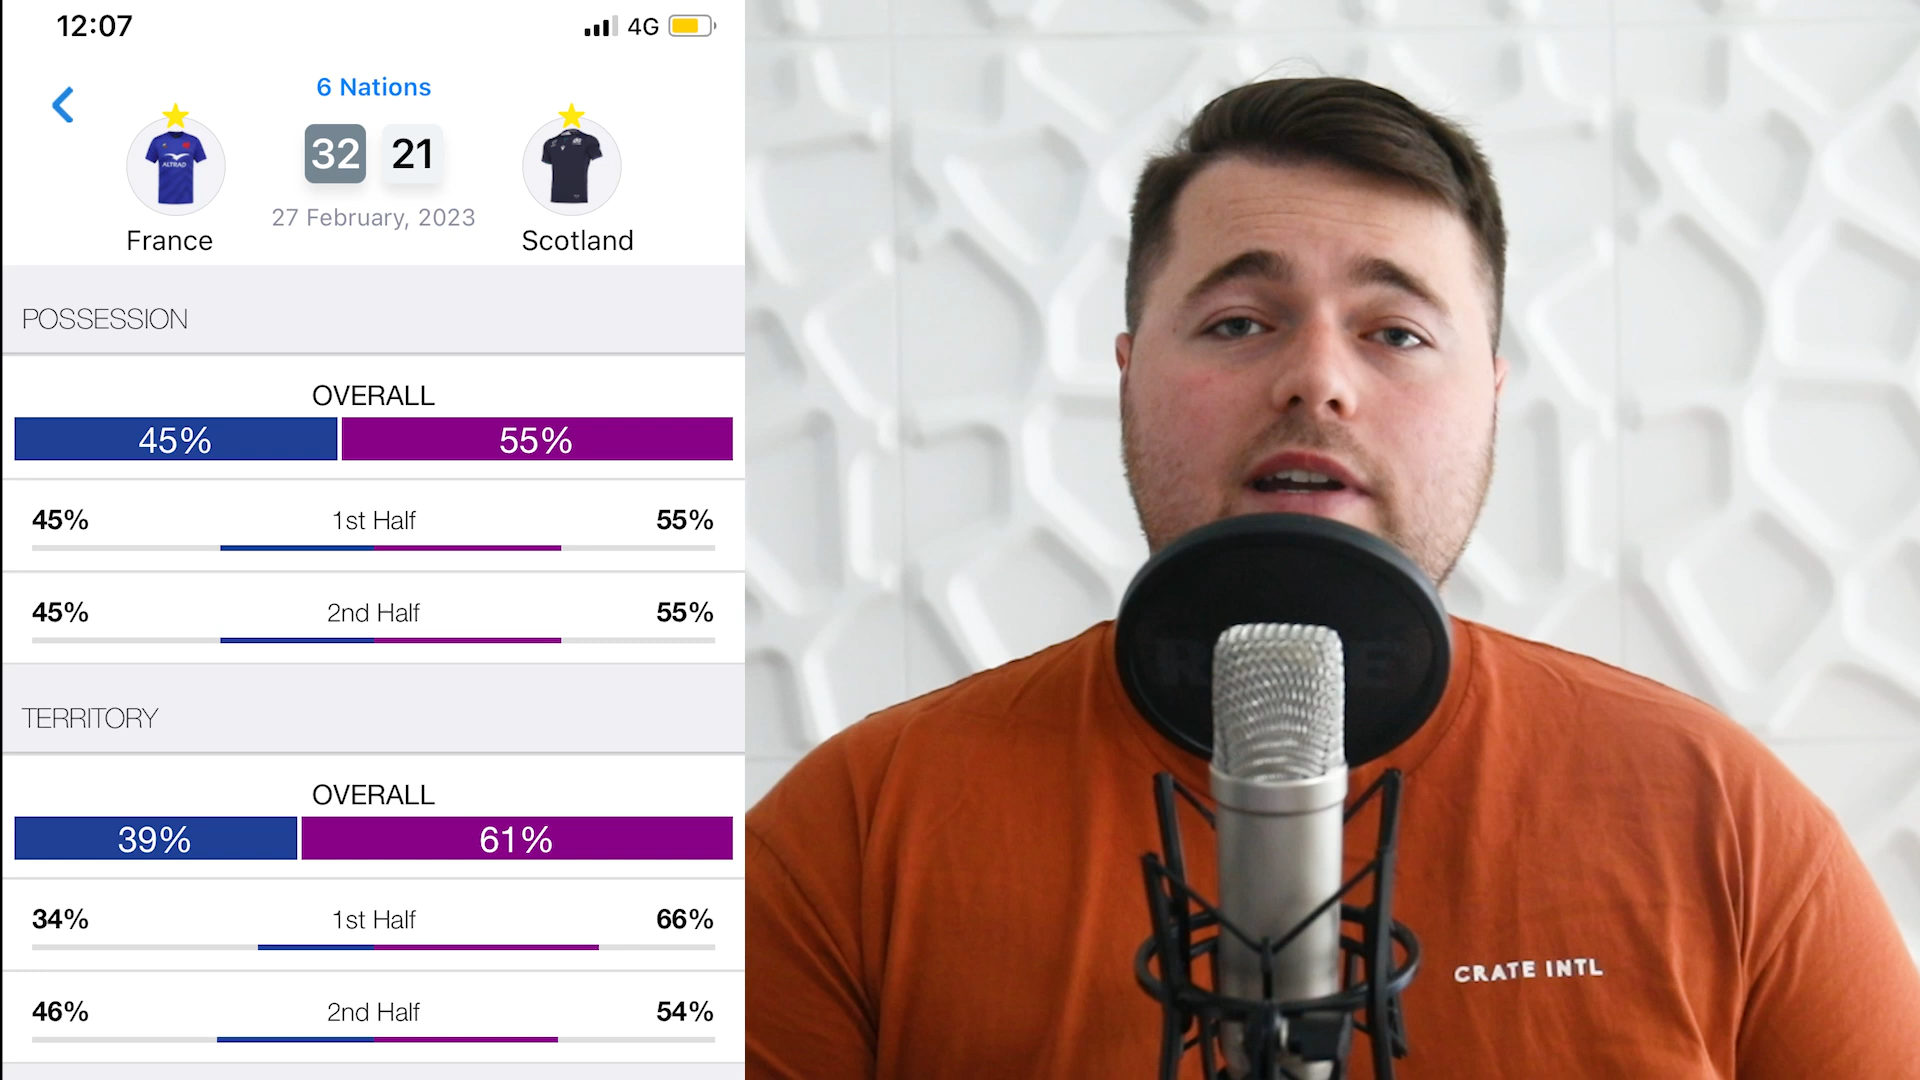 12:07
4G
6 Nations
32 21
27 February, 2023
ALTRAD
France
Scotland
POSSESSION
OVERALL
45% 55%
45% 1st Half 55%
45% 2nd Half 55%
TERRITORY
OVERALL
39% 61%
34% 1st Half 66%
46% 2nd Half 54%
CRATE INTL